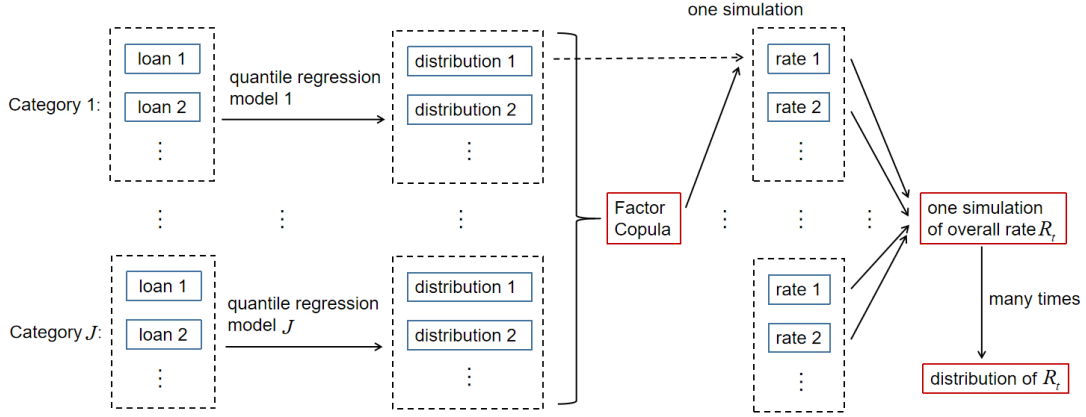 one simulation
Category 1:
loan 1
loan 2
⋮
quantile regression
model 1
distribution 1
distribution 2
⋮
rate 1
rate 2
⋮
⋮
⋮
⋮
Factor
Copula
⋮
⋮
⋮
one simulation
of overall rate R_t
Category J:
loan 1
loan 2
⋮
quantile regression
model J
distribution 1
distribution 2
⋮
rate 1
rate 2
⋮
many times
distribution of R_t